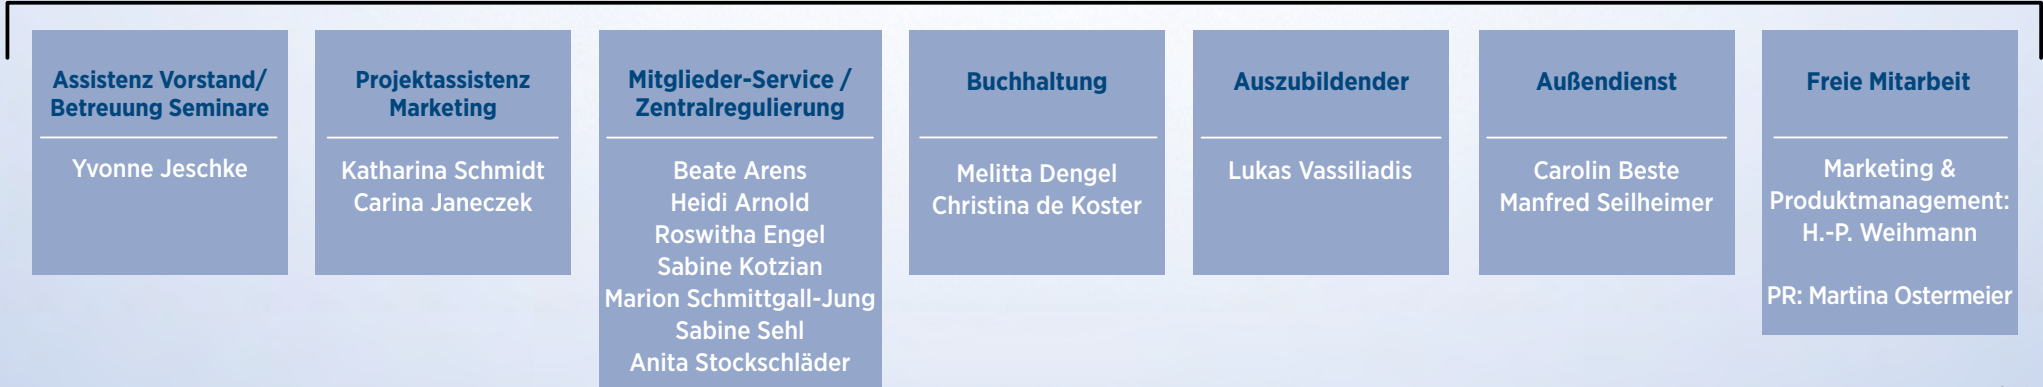 Assistenz Vorstand/
Betreuung Seminare
Yvonne Jeschke
Projektassistenz
Marketing
Katharina Schmidt
Carina Janeczek
Mitglieder-Service /
Zentralregulierung
Beate Arens
Heidi Arnold
Roswitha Engel
Sabine Kotzian
Marion Schmittgall-Jung
Sabine Sehl
Anita Stockschläder
Buchhaltung
Melitta Dengel
Christina de Koster
Auszubildender
Lukas Vassiliadis
Außendienst
Carolin Beste
Manfred Seilheimer
Freie Mitarbeit
Marketing &
Produktmanagement:
H.-P. Weihmann
PR: Martina Ostermeier